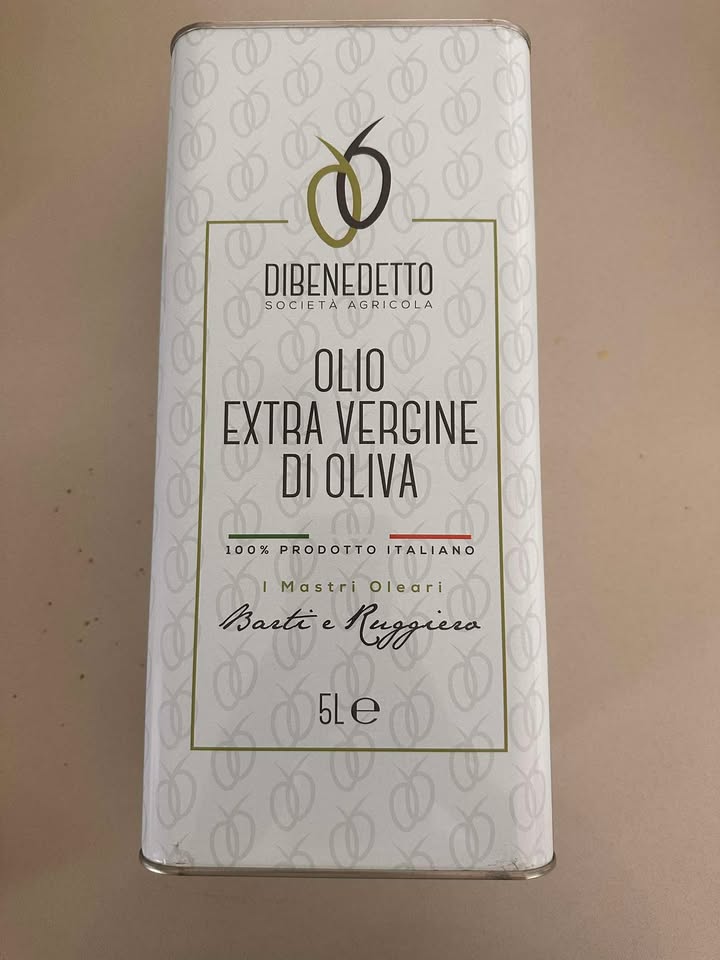 DIBENEDETTO
SOCIETÀ AGRICOLA
OLIO
EXTRA VERGINE
DI OLIVA
100% PRODOTTO ITALIANO
I Mastri Oleari
Barti e Ruggiero
5L ℮